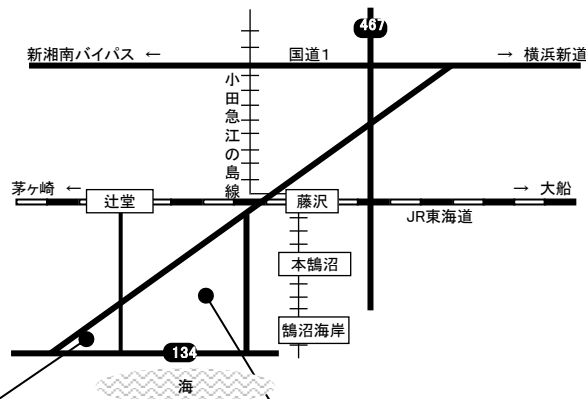 467
新湘南バイパス ←
国道1
→ 横浜新道
小田急江の島線
茅ヶ崎 ←
辻堂
藤沢
→ 大船
JR東海道
本鵠沼
鵠沼海岸
134
海